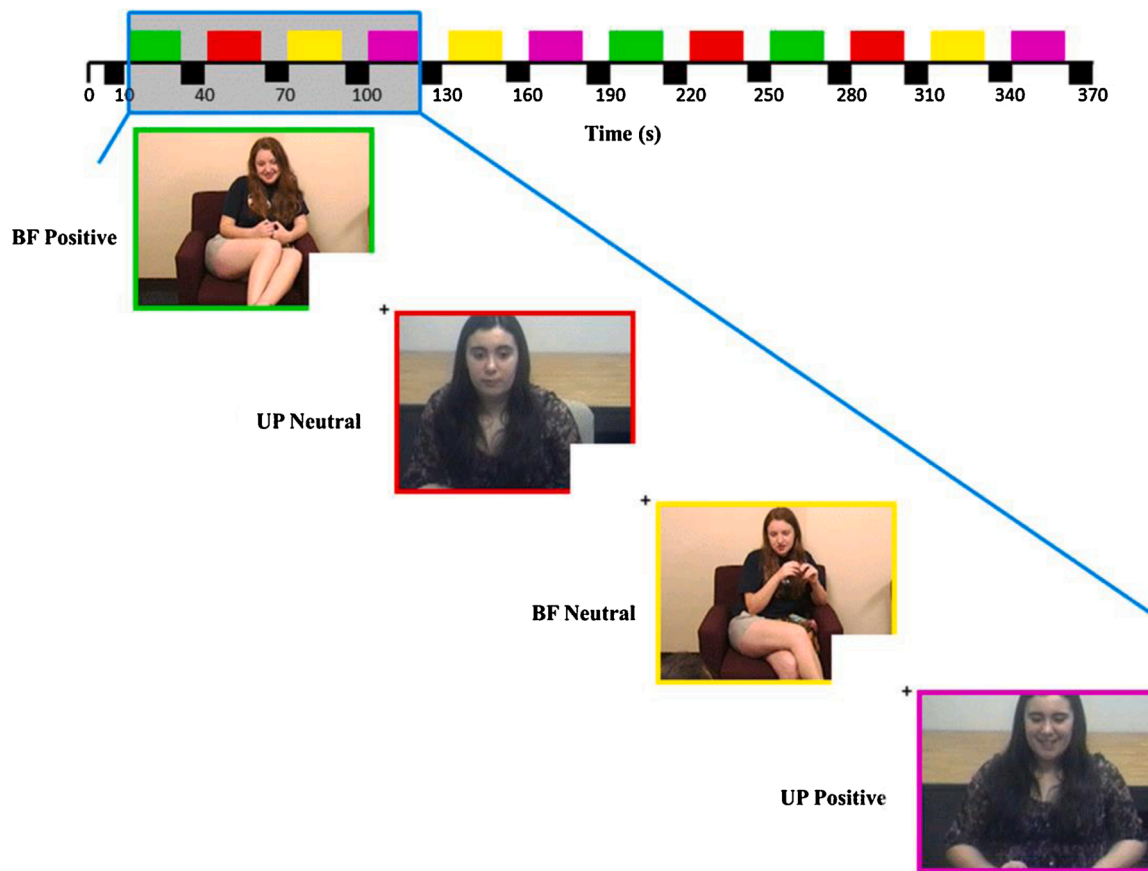 0 10 40 70 100 130 160 190 220 250 280 310 340 370
Time (s)
BF Positive
+
UP Neutral
+
BF Neutral
+
UP Positive